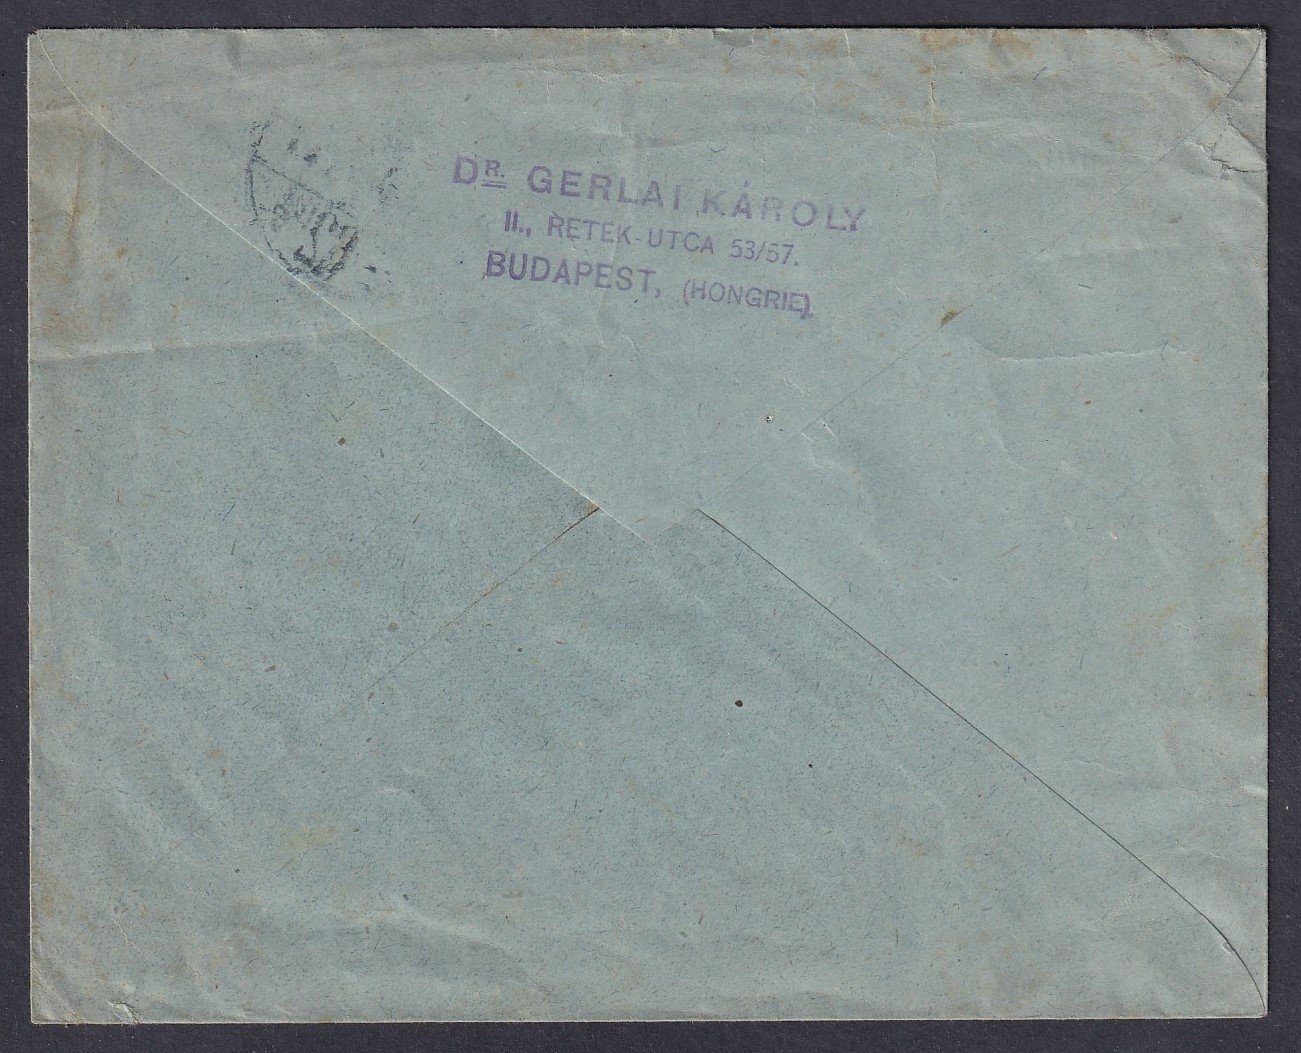 DR. GERLAI KÁROLY
II., RETEK-UTCA 53/57.
BUDAPEST, (HONGRIE)